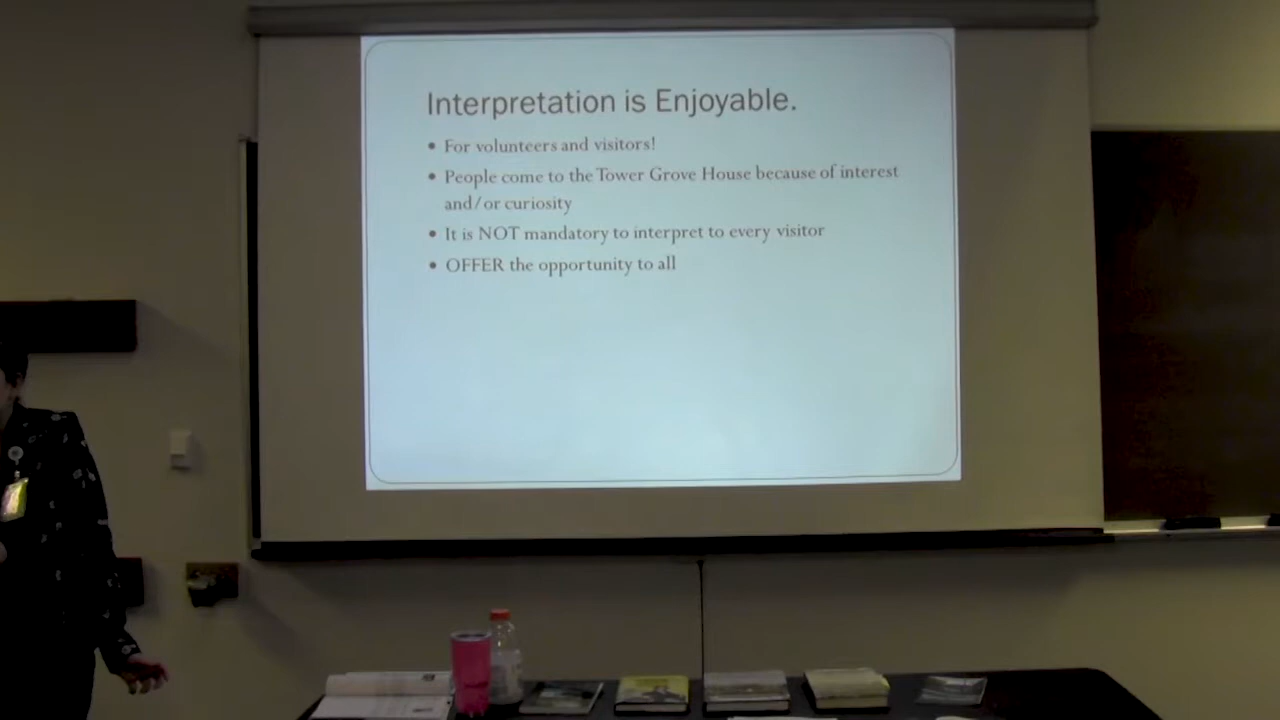 Interpretation is Enjoyable.
• For volunteers and visitors!
• People come to the Tower Grove House because of interest
and/or curiosity
• It is NOT mandatory to interpret to every visitor
• OFFER the opportunity to all